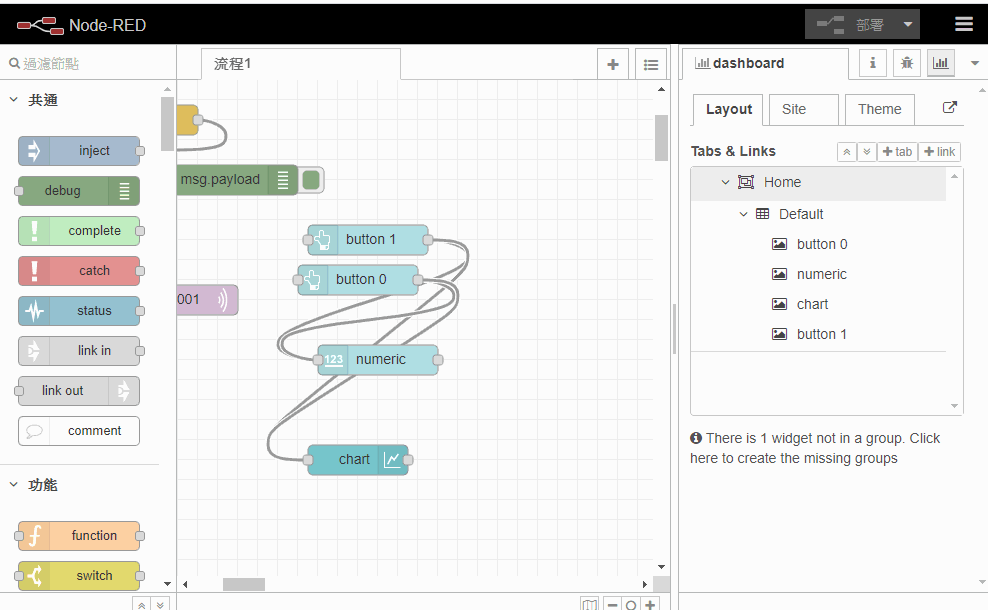 Node-RED
部署
過濾節點
流程1
dashboard
共通
inject
debug
complete
catch
status
link in
link out
comment
功能
function
switch
msg.payload
button 1
button 0
001
123
numeric
chart
Layout
Site
Theme
Tabs & Links
tab
link
Home
Default
button 0
numeric
chart
button 1
There is 1 widget not in a group. Click
here to create the missing groups